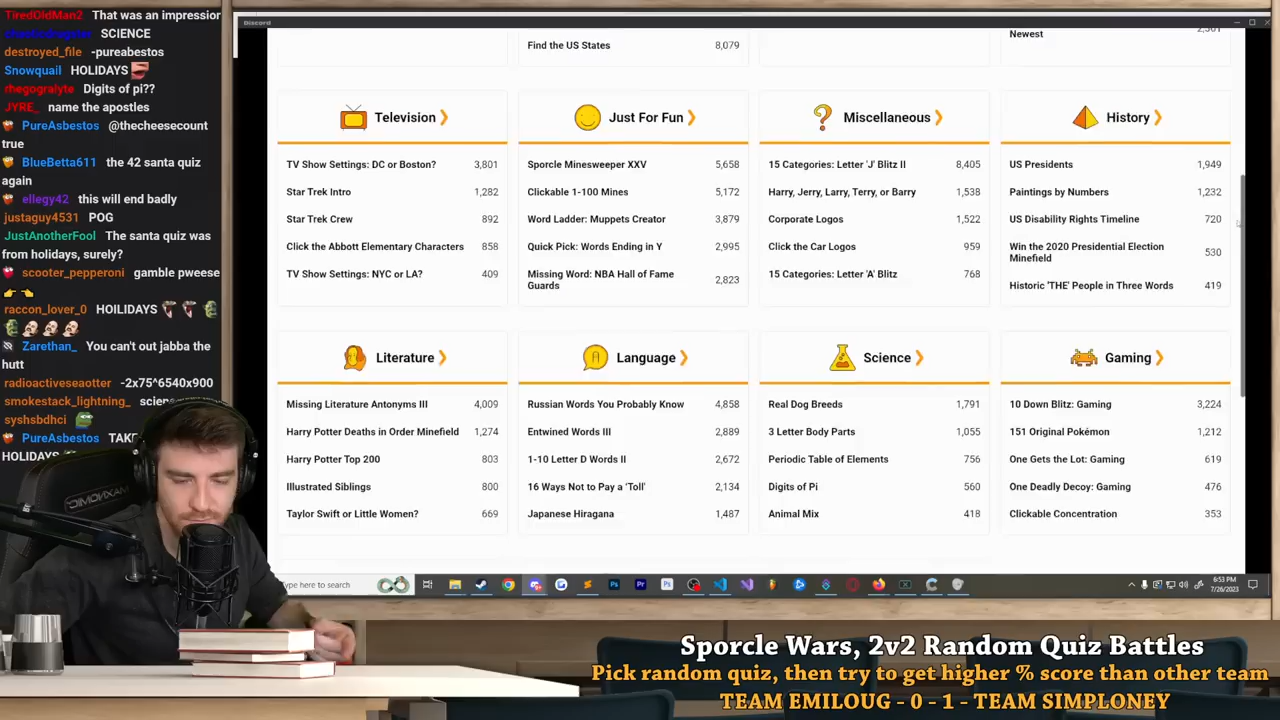 TiredOldMan2 That was an impression
SCIENCE
destroyed_file -pureabestos
Snowquail HOLIDAYS
rhegogralyte Digits of pi??
JYRE_ name the apostles
PureAsbestos @thecheesecount
true
BlueBetta611 the 42 santa quiz
again
ellegy42 this will end badly
justaguy4531 POG
JustAnotherFool The santa quiz was
from holidays, surely?
scooter_pepperoni gamble pweese
raccon_lover_0 HOILIDAYS
Zarethan_ You can't out jabba the
hutt
radioactiveseaotter -2x75^6540x900
smokestack_lightning_
syshsbdhci
PureAsbestos
HOLIDAYS
Discord
Find the US States 8,079
Newest
Television
TV Show Settings: DC or Boston? 3,801
Star Trek Intro 1,282
Star Trek Crew 892
Click the Abbott Elementary Characters 858
TV Show Settings: NYC or LA? 409
Just For Fun
Sporcle Minesweeper XXV 5,658
Clickable 1-100 Mines 5,172
Word Ladder: Muppets Creator 3,879
Quick Pick: Words Ending in Y 2,995
Missing Word: NBA Hall of Fame
Guards 2,823
Miscellaneous
15 Categories: Letter 'J' Blitz II 8,405
Harry, Jerry, Larry, Terry, or Barry 1,538
Corporate Logos 1,522
Click the Car Logos 959
15 Categories: Letter 'A' Blitz 768
History
US Presidents 1,949
Paintings by Numbers 1,232
US Disability Rights Timeline 720
Win the 2020 Presidential Election
Minefield 530
Historic 'THE' People in Three Words 419
Literature
Missing Literature Antonyms III 4,009
Harry Potter Deaths in Order Minefield 1,274
Harry Potter Top 200 803
Illustrated Siblings 800
Taylor Swift or Little Women? 669
Language
Russian Words You Probably Know 4,858
Entwined Words III 2,889
1-10 Letter D Words II 2,672
16 Ways Not to Pay a 'Toll' 2,134
Japanese Hiragana 1,487
Science
Real Dog Breeds 1,791
3 Letter Body Parts 1,055
Periodic Table of Elements 756
Digits of Pi 560
Animal Mix 418
Gaming
10 Down Blitz: Gaming 3,224
151 Original Pokémon 1,212
One Gets the Lot: Gaming 619
One Deadly Decoy: Gaming 476
Clickable Concentration 353
MAXNOMIC
Type here to search
6:53 PM
7/26/2023
Sporcle Wars, 2v2 Random Quiz Battles
Pick random quiz, then try to get higher % score than other team
TEAM EMILOUG - 0 - 1 - TEAM SIMPLONEY